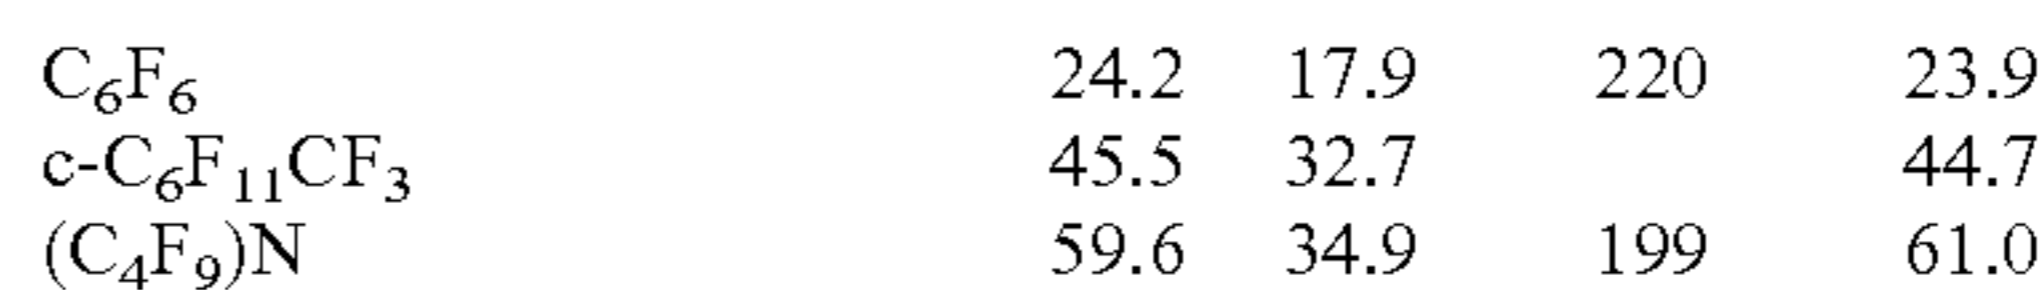 C₆F₆ 24.2 17.9 220 23.9
c-C₆F₁₁CF₃ 45.5 32.7 44.7
(C₄F₉)N 59.6 34.9 199 61.0